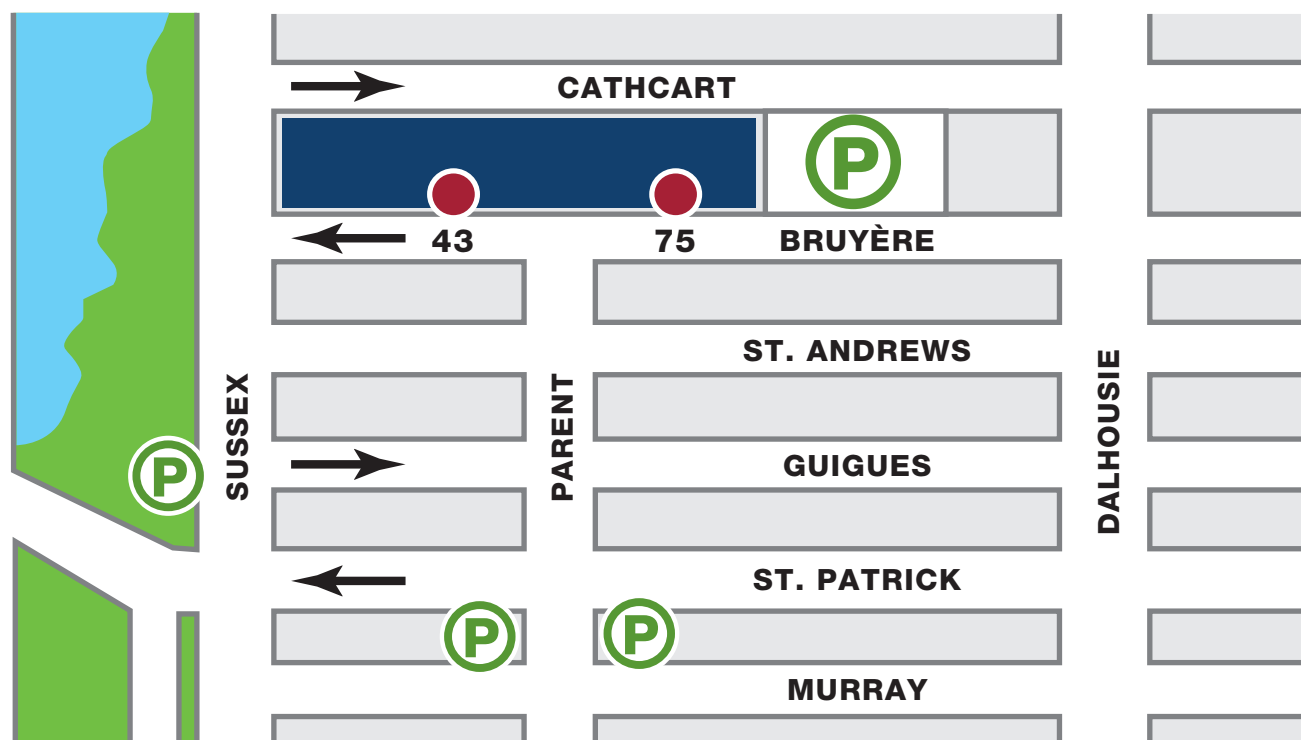 CATHCART
P
43
75
BRUYÈRE
ST. ANDREWS
SUSSEX
PARENT
DALHOUSIE
P
GUIGUES
ST. PATRICK
P
P
MURRAY